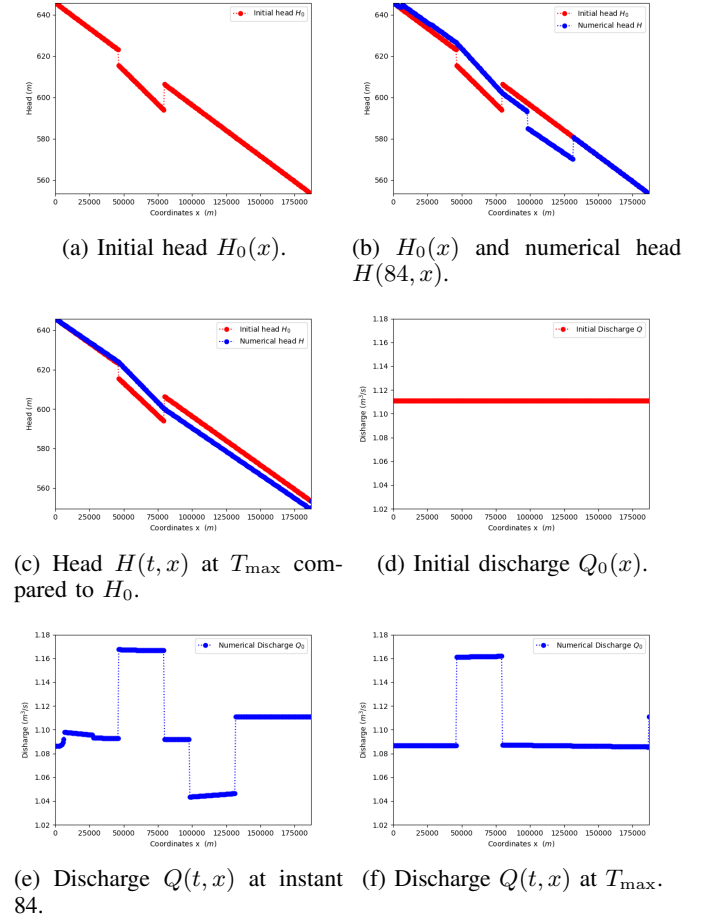 640
620
600
580
560
Head (m)
0 25000 50000 75000 100000 125000 150000 175000
Coordinates x (m)
Initial head H₀
(a) Initial head H₀(x).
640
620
600
580
560
Head (m)
0 25000 50000 75000 100000 125000 150000 175000
Coordinates x (m)
Initial head H₀
Numerical head H
(b) H₀(x) and numerical head
H(84, x).
640
620
600
580
560
Head (m)
0 25000 50000 75000 100000 125000 150000 175000
Coordinates x (m)
Initial head H₀
Numerical head H
(c) Head H(t, x) at Tmax com-
pared to H₀.
1.18
1.16
1.14
1.12
1.10
1.08
1.06
1.04
1.02
Disharge (m³/s)
0 25000 50000 75000 100000 125000 150000 175000
Coordinates x (m)
Initial Discharge Q
(d) Initial discharge Q₀(x).
1.18
1.16
1.14
1.12
1.10
1.08
1.06
1.04
1.02
Disharge (m³/s)
0 25000 50000 75000 100000 125000 150000 175000
Coordinates x (m)
Numerical Discharge Q₀
(e) Discharge Q(t, x) at instant
84.
1.18
1.16
1.14
1.12
1.10
1.08
1.06
1.04
1.02
Disharge (m³/s)
0 25000 50000 75000 100000 125000 150000 175000
Coordinates x (m)
Numerical Discharge Q₀
(f) Discharge Q(t, x) at Tmax.